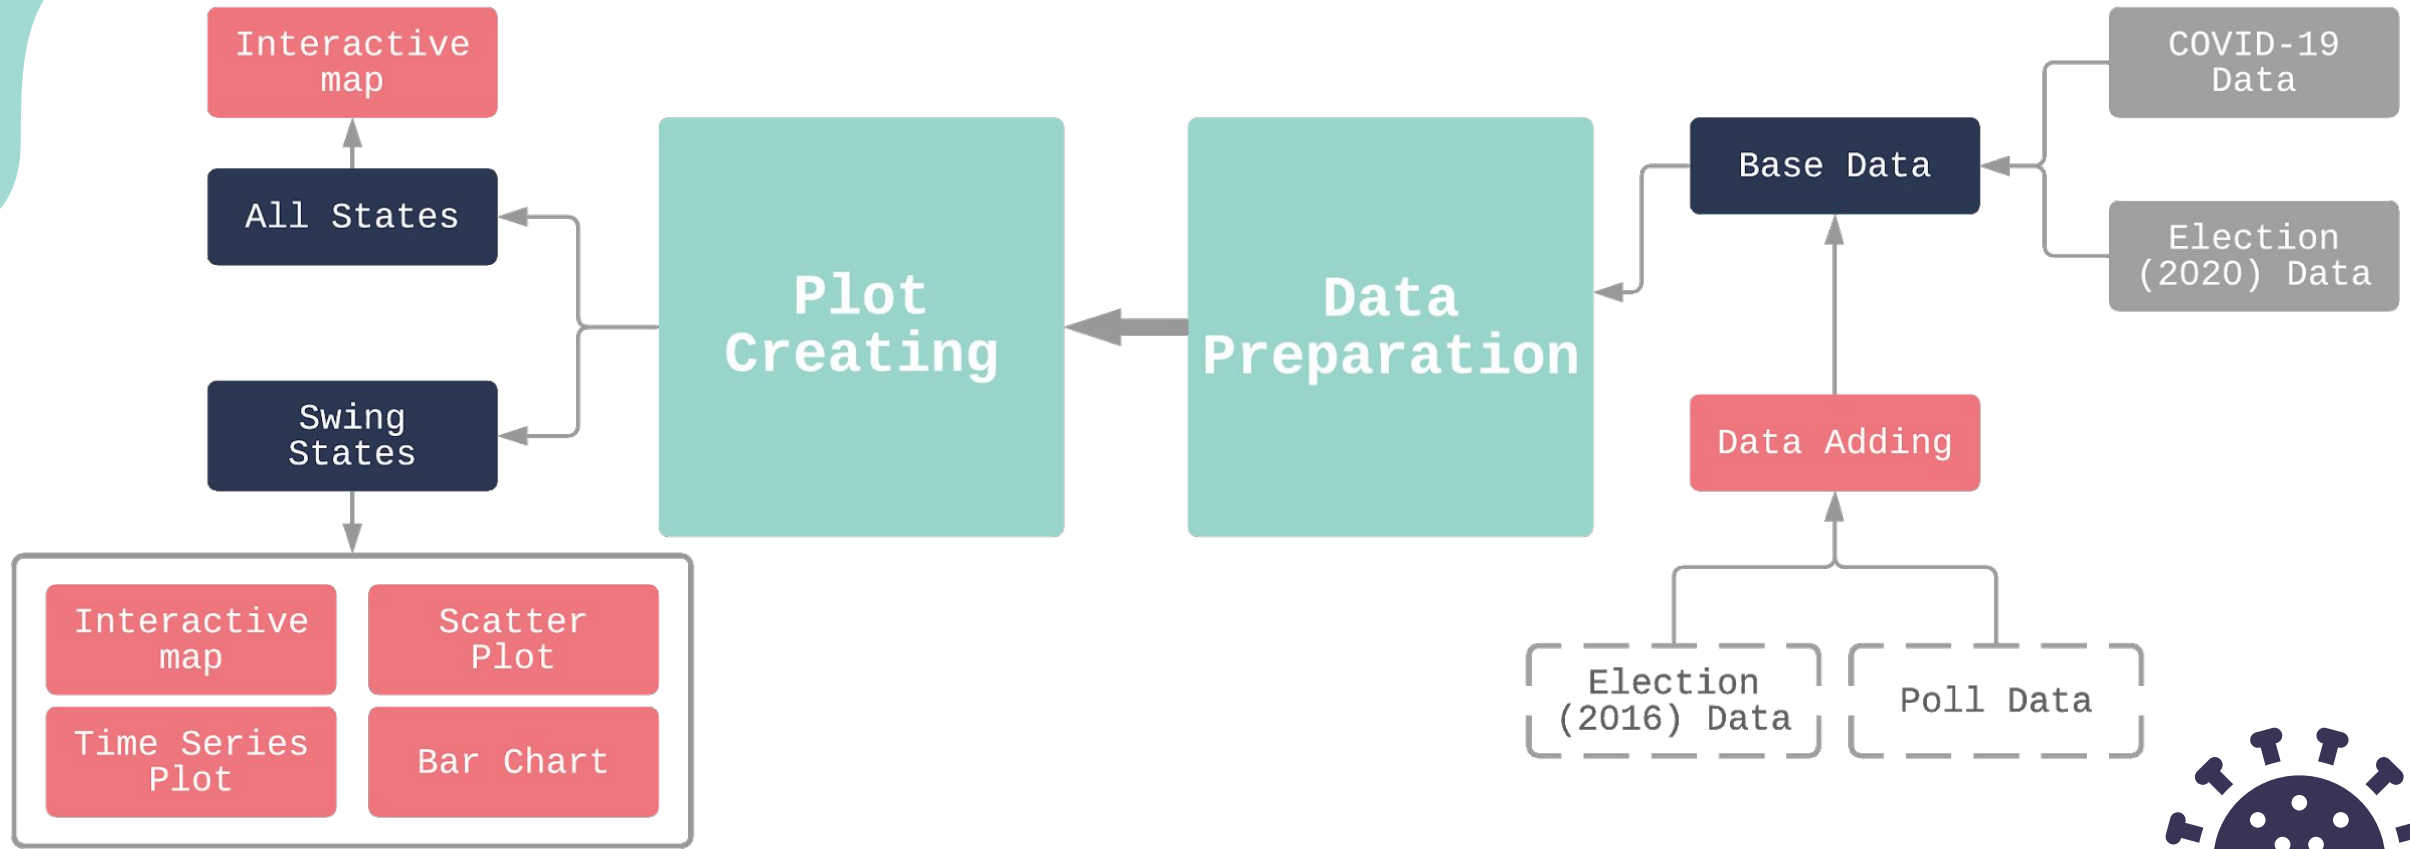 Interactive
map
All States
Swing
States
Interactive
map
Scatter
Plot
Time Series
Plot
Bar Chart
Plot
Creating
Data
Preparation
Base Data
COVID-19
Data
Election
(2020) Data
Data Adding
Election
(2016) Data
Poll Data